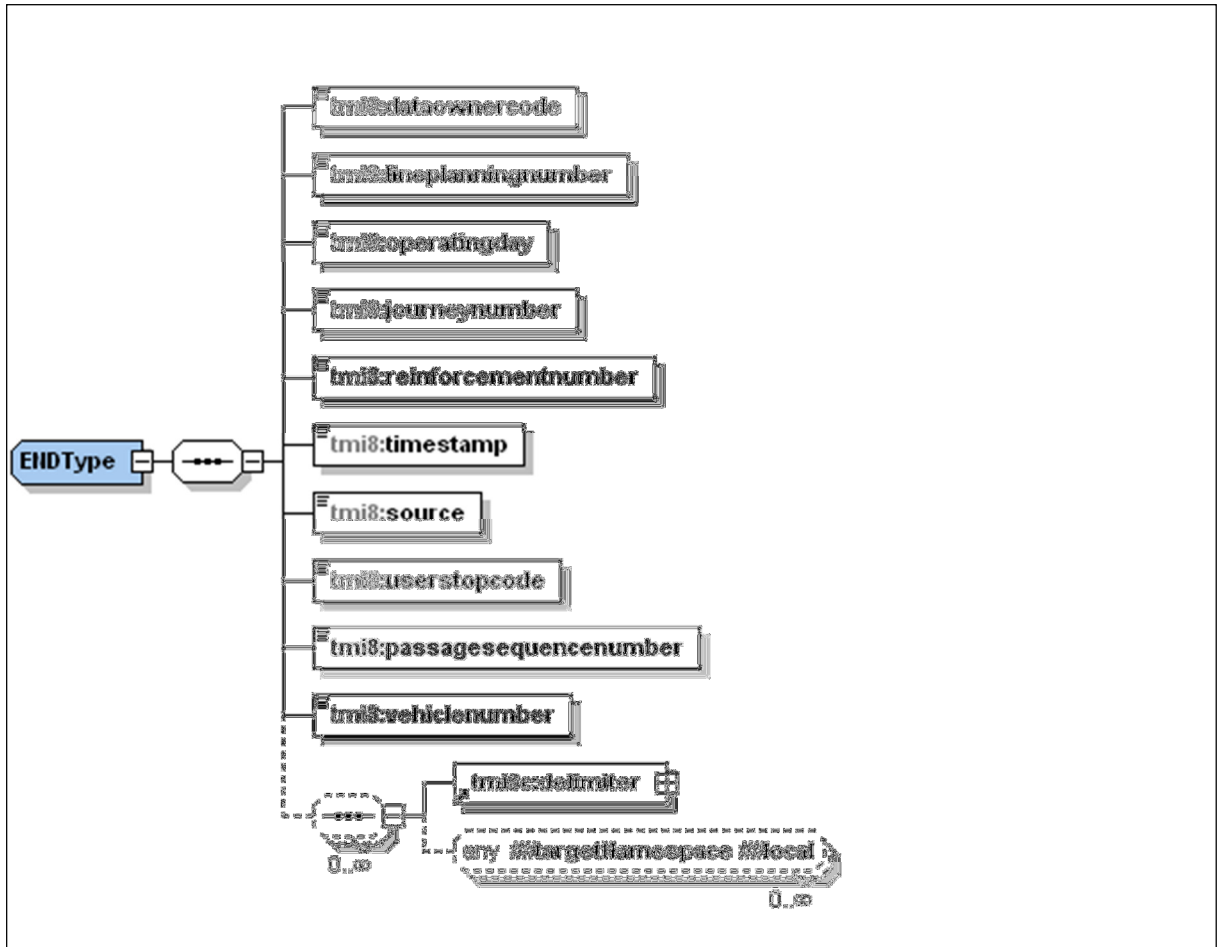 tmi8:dataownercode
tmi8:lineplanningnumber
tmi8:operatingday
tmi8:journeynumber
tmi8:reinforcementnumber
tmi8:timestamp
ENDType
tmi8:source
tmi8:userstopcode
tmi8:passagesequencenumber
tmi8:vehiclenumber
tmi8c:delimiter
any ##targetNamespace ##local
0..∞
0..∞